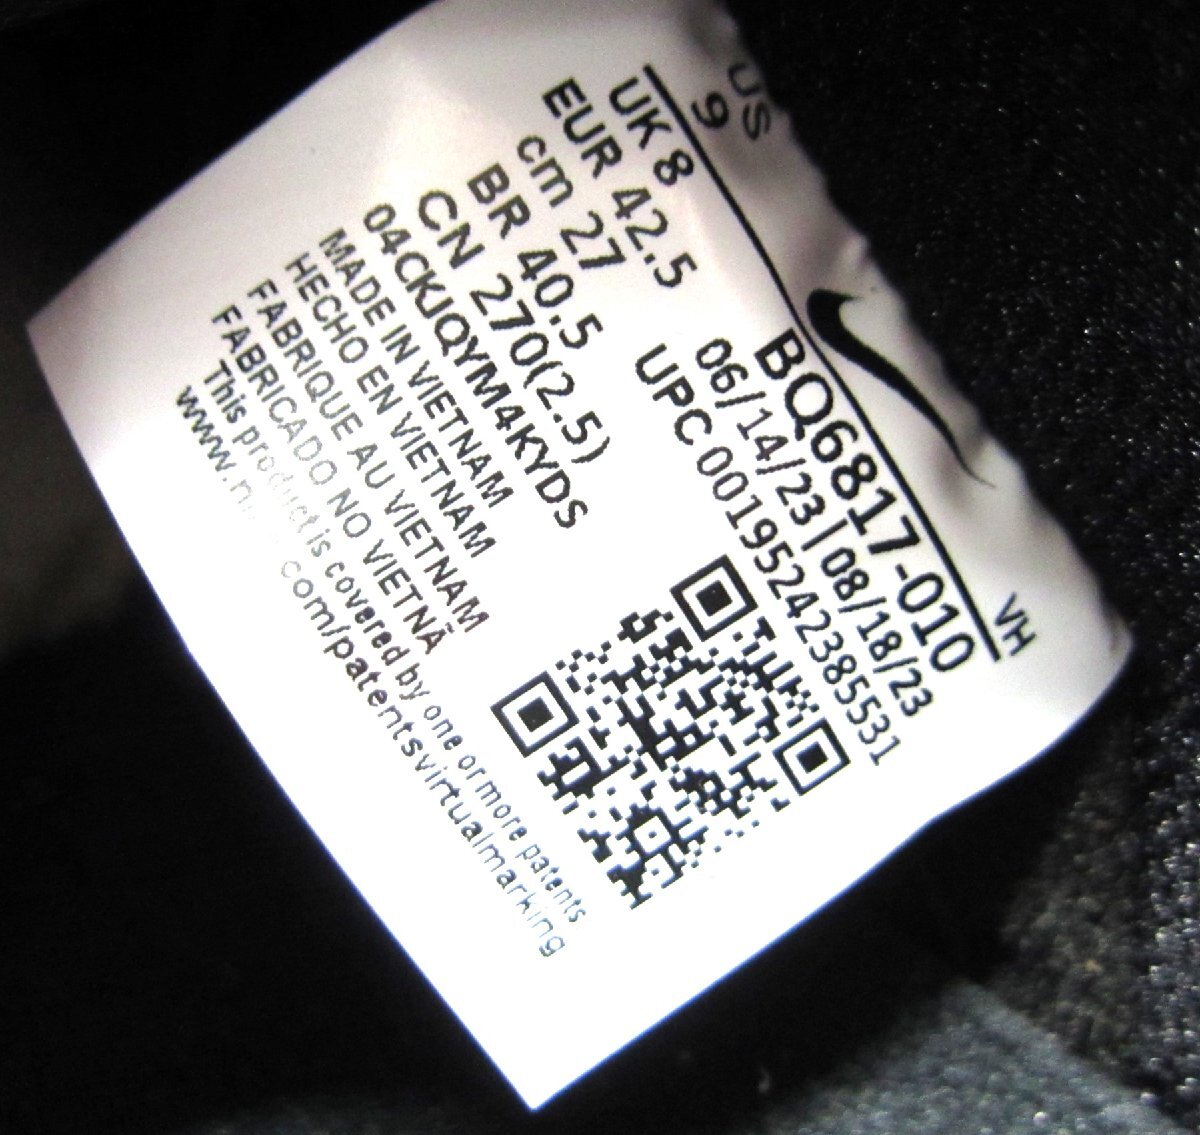 US 9
VH
UK 8
EUR 42.5
cm 27
BR 40.5
CN 270(2.5)
BQ6817-010
06/14/23 | 08/18/23
UPC 00195242385531
04CKJQYM4KYDS
MADE IN VIETNAM
HECHO EN VIETNAM
FABRIQUE AU VIETNAM
FABRICADO NO VIETNÃ
This product is covered by one or more patents
com/patentsvirtualmarking